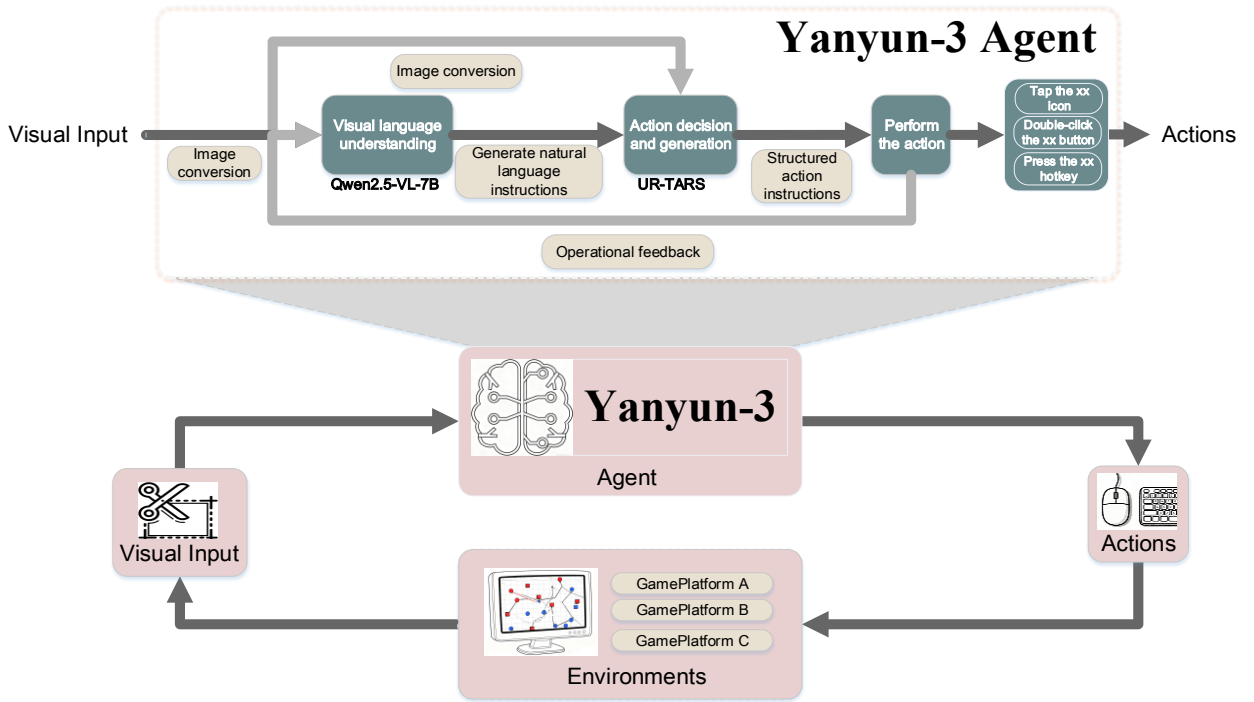 Yanyun-3 Agent
Image conversion
Visual Input
Image
conversion
Visual language
understanding
Qwen2.5-VL-7B
Generate natural
language
instructions
Action decision
and generation
UR-TARS
Structured
action
instructions
Perform
the action
Tap the xx
icon
Double-click
the xx button
Press the xx
hotkey
Actions
Operational feedback
Yanyun-3
Agent
Visual Input
Actions
GamePlatform A
GamePlatform B
GamePlatform C
Environments